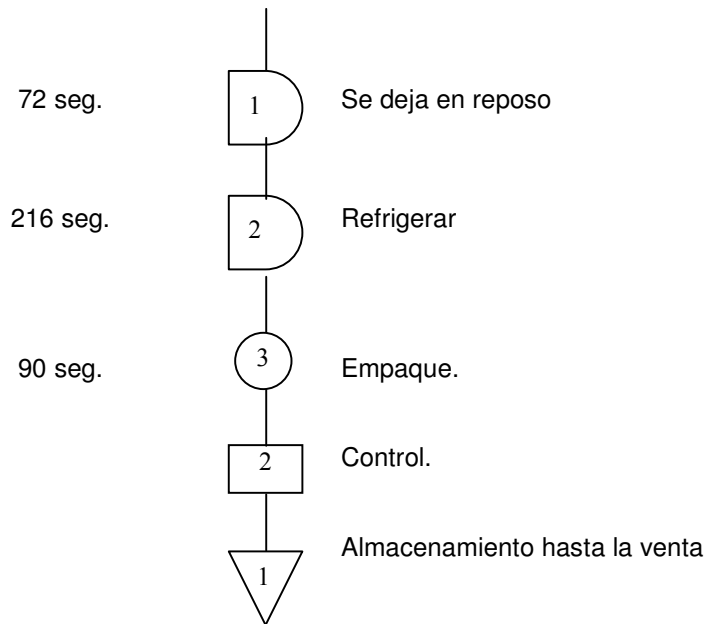 72 seg. 1 Se deja en reposo
216 seg. 2 Refrigerar
90 seg. 3 Empaque.
2 Control.
1 Almacenamiento hasta la venta